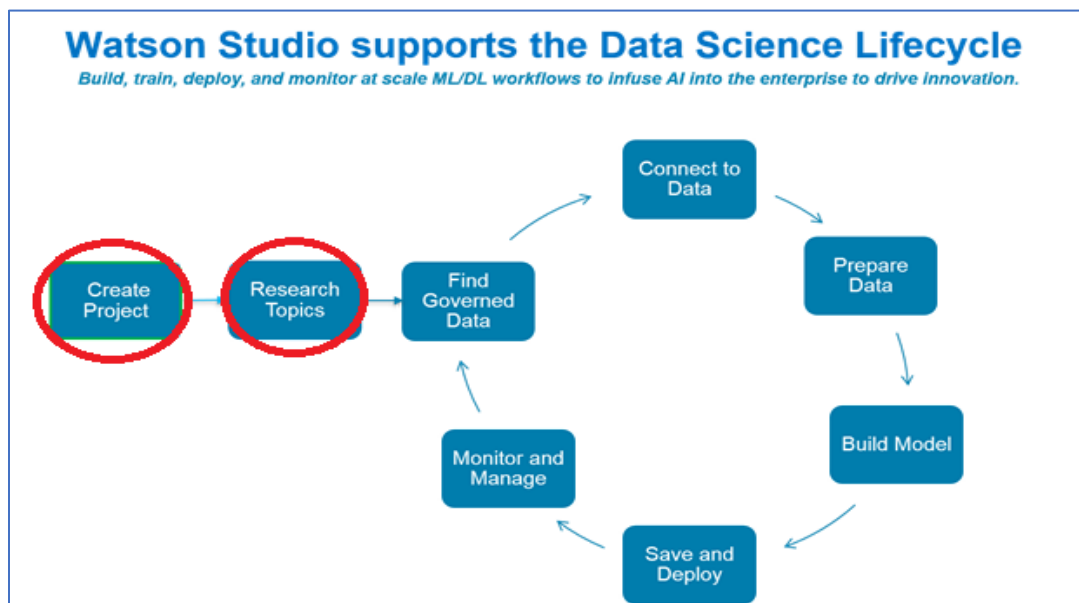 Watson Studio supports the Data Science Lifecycle
Build, train, deploy, and monitor at scale ML/DL workflows to infuse AI into the enterprise to drive innovation.
Create
Project
Research
Topics
Find
Governed
Data
Connect to
Data
Prepare
Data
Build Model
Save and
Deploy
Monitor and
Manage